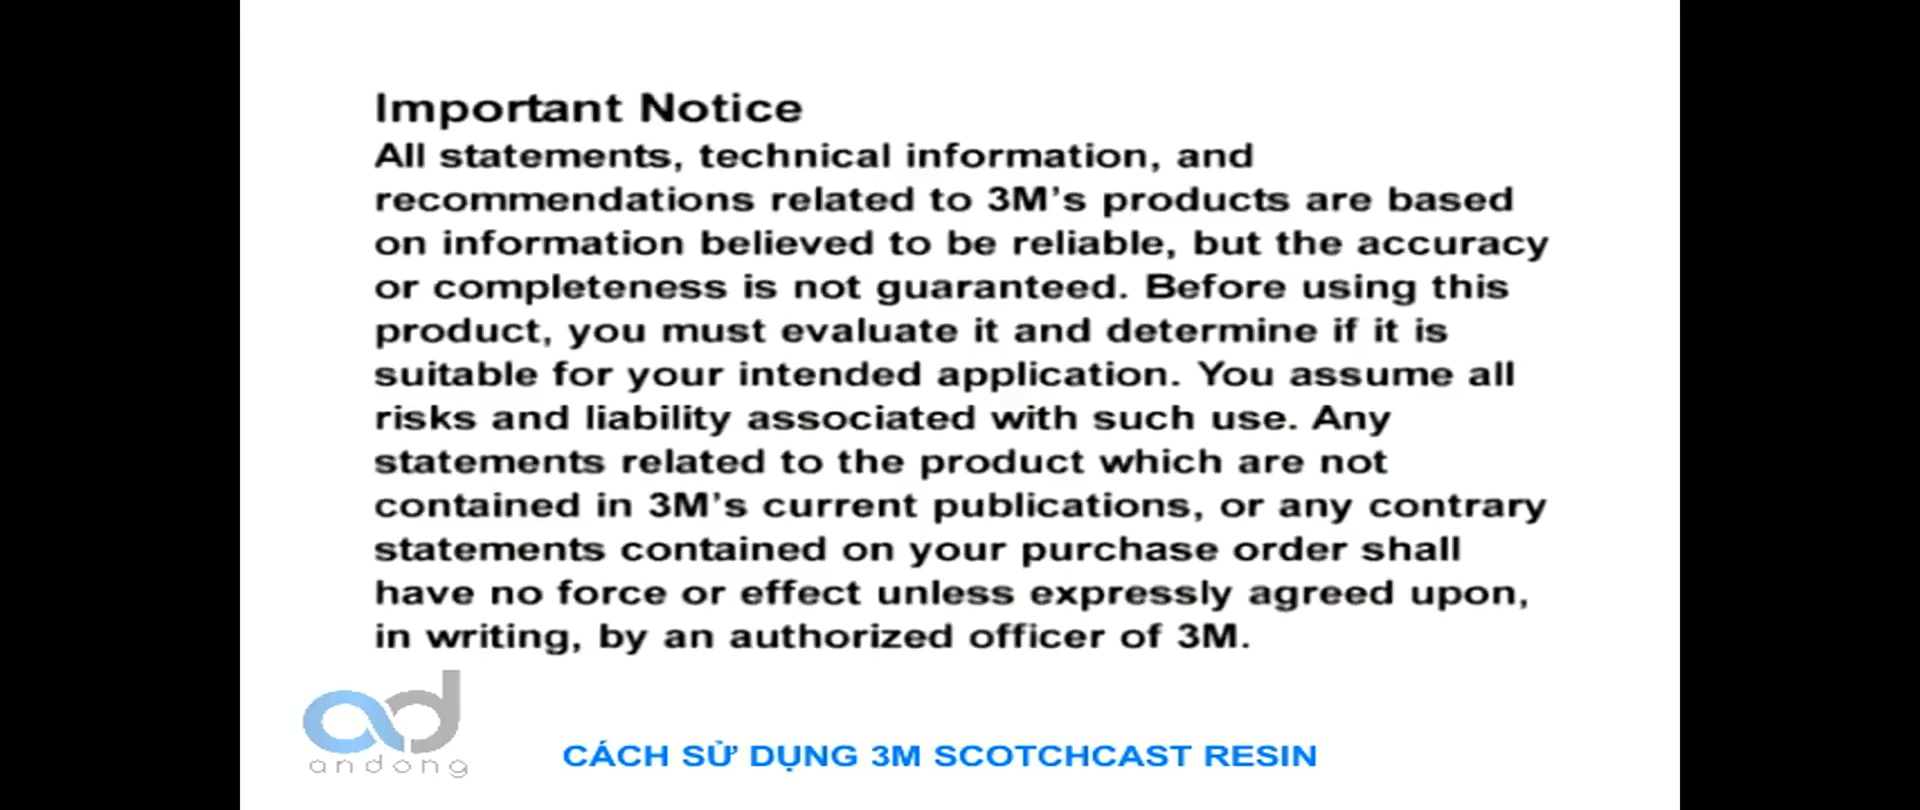 Important Notice
All statements, technical information, and
recommendations related to 3M's products are based
on information believed to be reliable, but the accuracy
or completeness is not guaranteed. Before using this
product, you must evaluate it and determine if it is
suitable for your intended application. You assume all
risks and liability associated with such use. Any
statements related to the product which are not
contained in 3M's current publications, or any contrary
statements contained on your purchase order shall
have no force or effect unless expressly agreed upon,
in writing, by an authorized officer of 3M.
ad
andong
CÁCH SỬ DỤNG 3M SCOTCHCAST RESIN